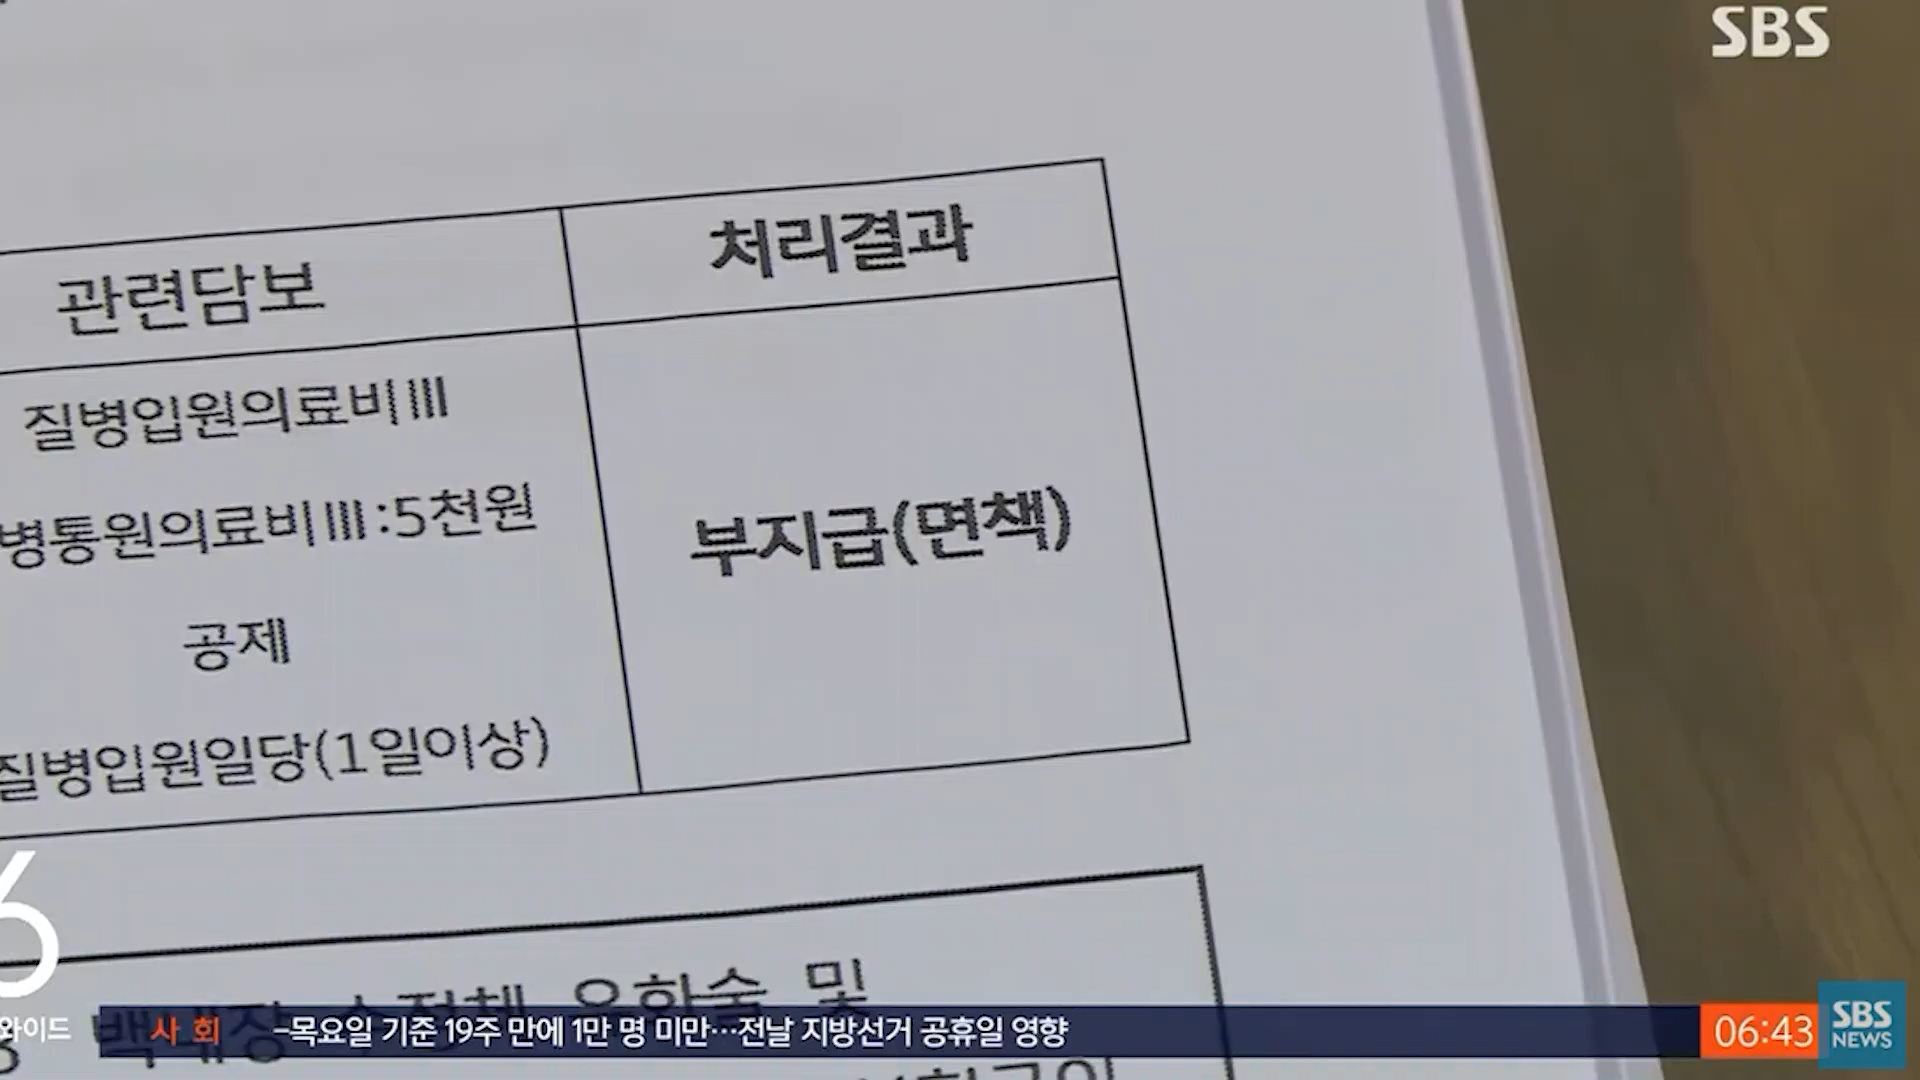 SBS
관련담보
처리결과
질병입원의료비III
병통원의료비III:5천원
부지급(면책)
공제
질병입원일당(1일이상)
및
6
와이드
사회
-목요일 기준 19주 만에 1만 명 미만…전날 지방선거 공휴일 영향
06:43
SBS
NEWS